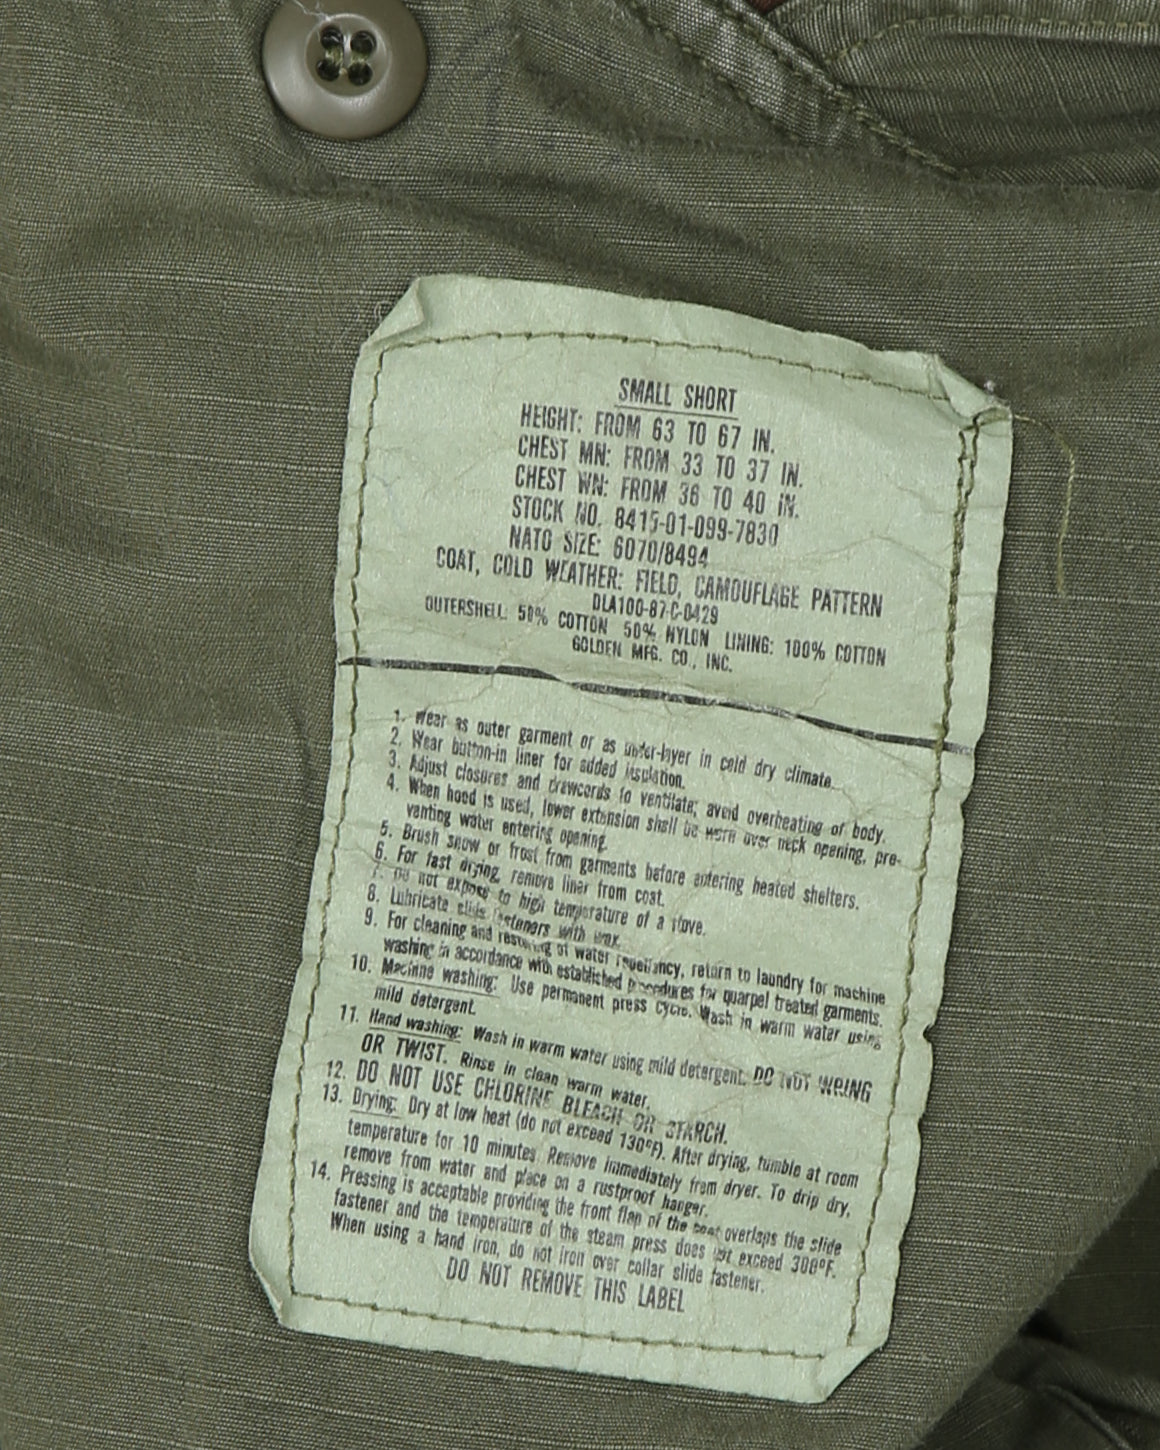 SMALL SHORT
HEIGHT: FROM 63 TO 67 IN.
CHEST MN: FROM 33 TO 37 IN.
CHEST WN: FROM 36 TO 40 IN.
STOCK NO. 8415-01-099-7830
NATO SIZE: 6070/8494
COAT, COLD WEATHER: FIELD, CAMOUFLAGE PATTERN
DLA100-87-C-0429
OUTERSHELL: 50% COTTON 50% NYLON LINING: 100% COTTON
GOLDEN MFG. CO., INC.
1. Wear as outer garment or as under-layer in cold dry climate.
2. Wear button-in liner for added insulation.
3. Adjust closures and drawcords to ventilate; avoid overheating of body.
4. When hood is used, lower extension shall be worn over neck opening, pre-
venting water entering opening.
5. Brush snow or frost from garments before entering heated shelters.
6. For fast drying, remove liner from coat.
7. Do not expose to high temperature of a stove.
8. Lubricate slide fasteners with wax.
9. For cleaning and restoring of water repellency, return to laundry for machine
washing in accordance with established procedures for quarpel treated garments.
10. Machine washing: Use permanent press cycle. Wash in warm water using
mild detergent.
11. Hand washing: Wash in warm water using mild detergent. DO NOT WRING
OR TWIST. Rinse in clean warm water.
12. DO NOT USE CHLORINE BLEACH OR STARCH.
13. Drying: Dry at low heat (do not exceed 130°F). After drying, tumble at room
temperature for 10 minutes. Remove immediately from dryer. To drip dry,
remove from water and place on a rustproof hanger.
14. Pressing is acceptable providing the front flap of the coat overlaps the slide
fastener and the temperature of the steam press does not exceed 300°F.
When using a hand iron, do not iron over collar slide fastener.
DO NOT REMOVE THIS LABEL